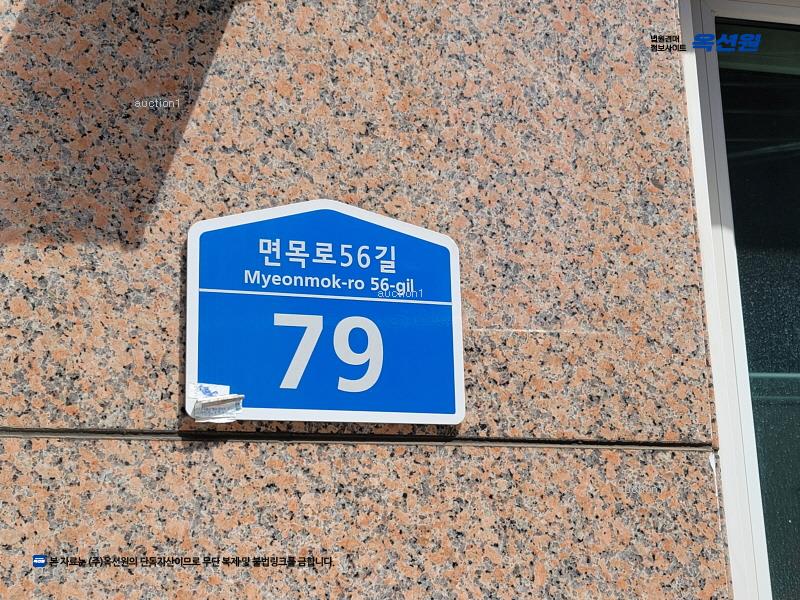 법원경매
정보사이트 옥션원
auction1
면목로56길
Myeonmok-ro 56-gil
auction1
79
auction1
본 자료는 (주)옥션원의 단독자산이므로 무단 복제 및 불법링크를 금합니다.